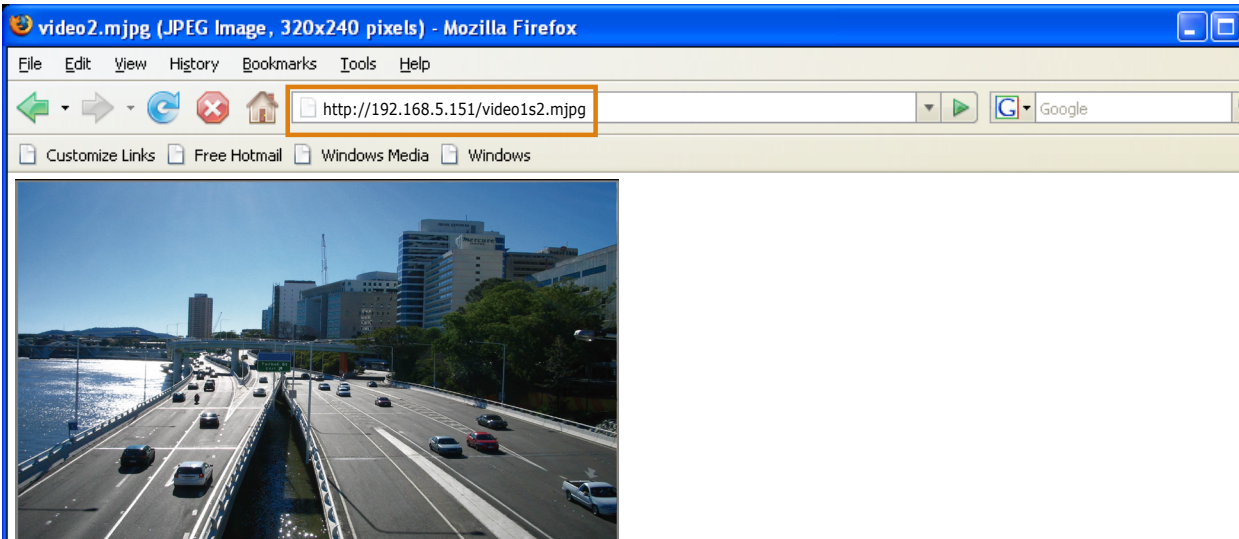 video2.mjpg (JPEG Image, 320x240 pixels) - Mozilla Firefox
File Edit View History Bookmarks Tools Help
http://192.168.5.151/video1s2.mjpg
G Google
Customize Links Free Hotmail Windows Media Windows